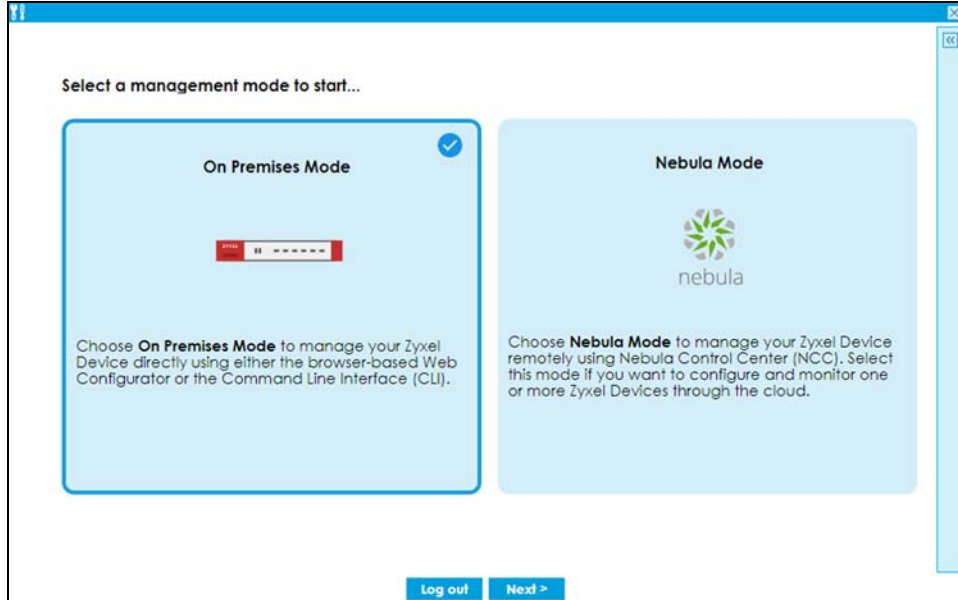 Select a management mode to start...
On Premises Mode
ZYXEL
Choose On Premises Mode to manage your Zyxel
Device directly using either the browser-based Web
Configurator or the Command Line Interface (CLI).
Nebula Mode
nebula
Choose Nebula Mode to manage your Zyxel Device
remotely using Nebula Control Center (NCC). Select
this mode if you want to configure and monitor one
or more Zyxel Devices through the cloud.
Log out
Next >